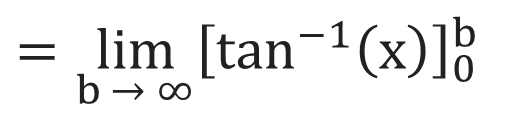 = lim [tan⁻¹(x)]₀ᵇ
b → ∞